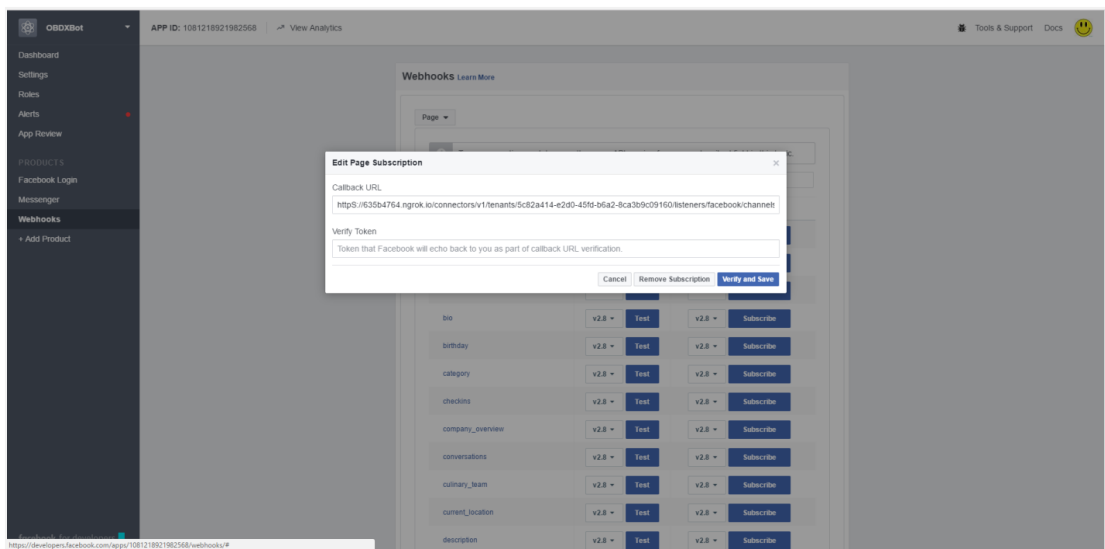 OBDXBot
APP ID: 1081218921982568
View Analytics
Tools & Support Docs
Dashboard
Settings
Roles
Alerts
App Review
PRODUCTS
Facebook Login
Messenger
Webhooks
+ Add Product
Webhooks Learn More
Page
Edit Page Subscription
Callback URL
httpS://635b4764.ngrok.io/connectors/v1/tenants/5c82a414-e2d0-45fd-b6a2-8ca3b9c09160/listeners/facebook/channels
Verify Token
Token that Facebook will echo back to you as part of callback URL verification.
Cancel Remove Subscription Verify and Save
bio v2.8 Test v2.8 Subscribe
birthday v2.8 Test v2.8 Subscribe
category v2.8 Test v2.8 Subscribe
checkins v2.8 Test v2.8 Subscribe
company_overview v2.8 Test v2.8 Subscribe
conversations v2.8 Test v2.8 Subscribe
culinary_team v2.8 Test v2.8 Subscribe
current_location v2.8 Test v2.8 Subscribe
description v2.8 Test v2.8 Subscribe
facebook for developers
https://developers.facebook.com/apps/1081218921982568/webhooks/#